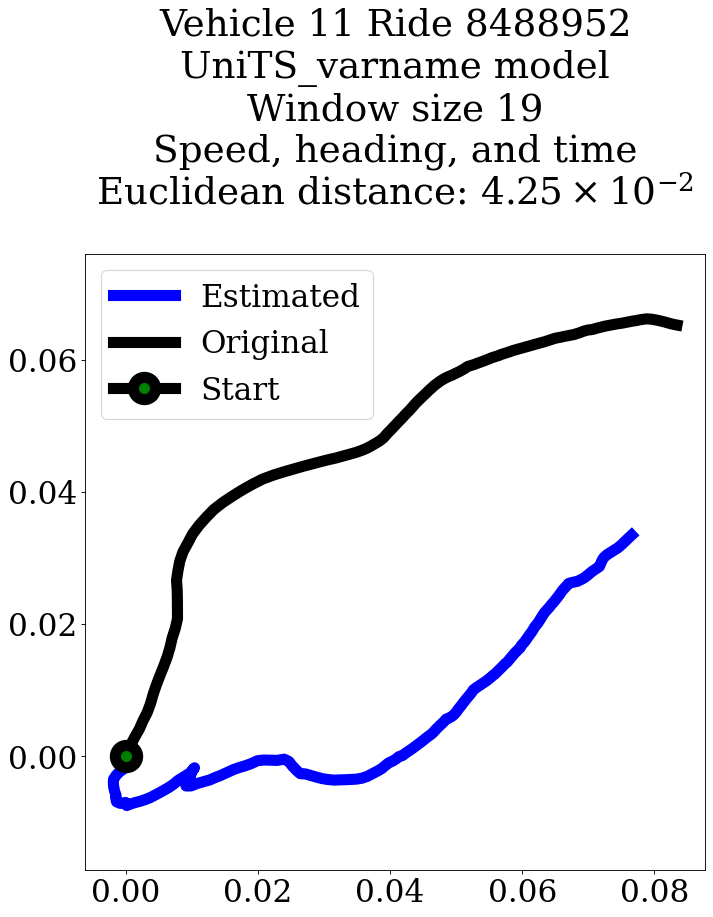 Vehicle 11 Ride 8488952
UniTS_varname model
Window size 19
Speed, heading, and time
Euclidean distance: 4.25 × 10⁻²
Estimated
Original
Start
0.06
0.04
0.02
0.00
0.00 0.02 0.04 0.06 0.08